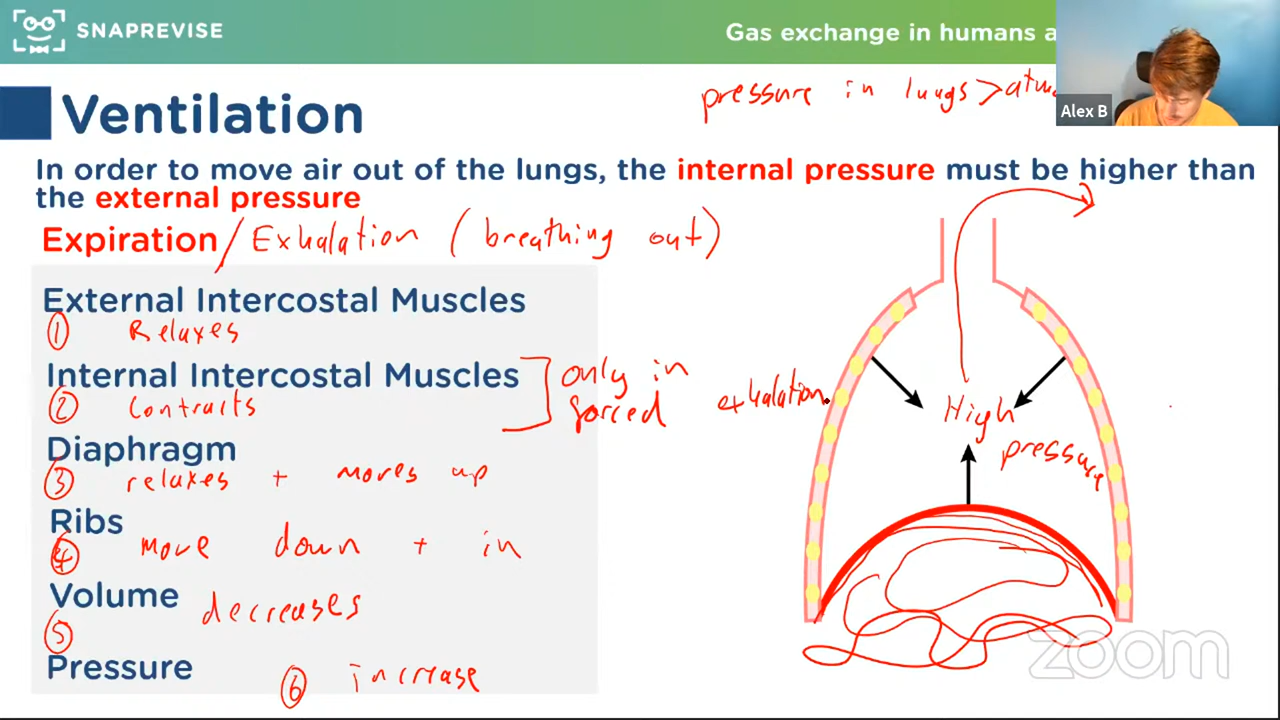 SNAPREVISE
Gas exchange in humans a
pressure in lungs >
Alex B
Ventilation
In order to move air out of the lungs, the internal pressure must be higher than
the external pressure
Expiration / Exhalation (breathing out)
External Intercostal Muscles
① Relaxes
Internal Intercostal Muscles
② Contracts
only in
forced exhalation
Diaphragm
③ relaxes + moves up
Ribs
④ move down + in
Volume decreases
⑤
Pressure
⑥ increase
High
pressure
zoom